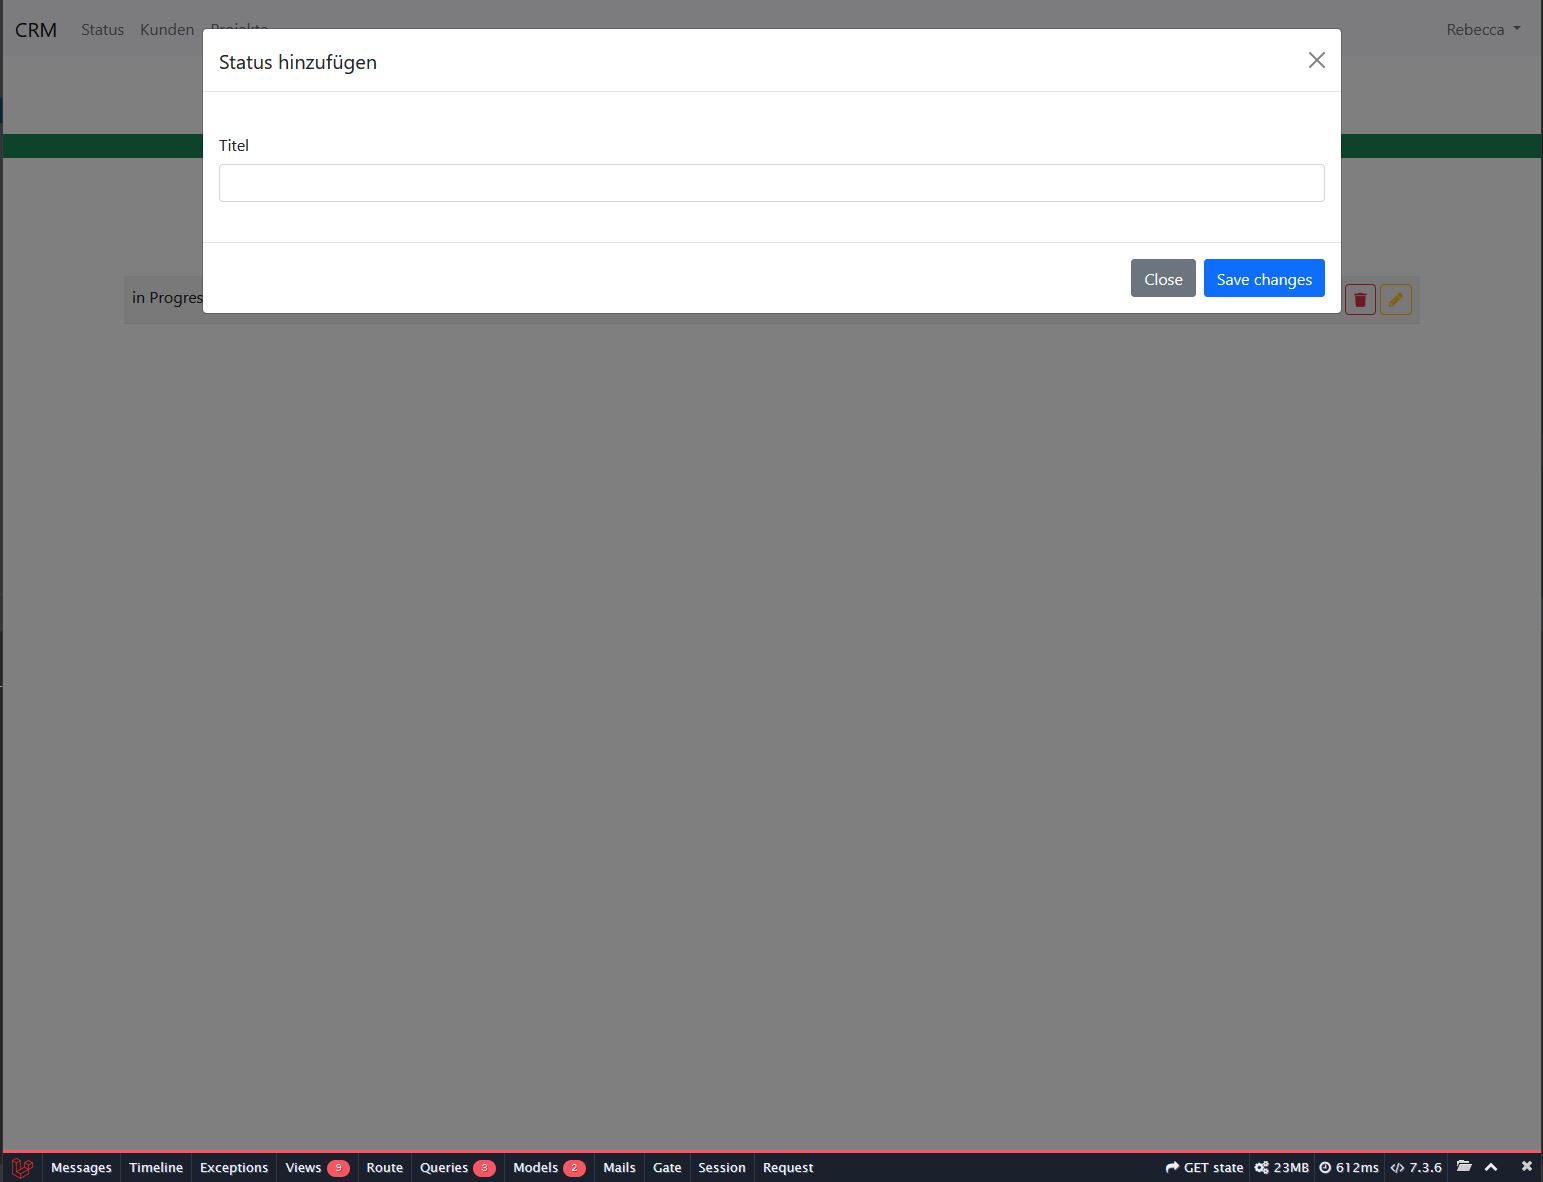 CRM Status Kunden Projekte Rebecca
Status hinzufügen
Titel
in Progres
Close Save changes
Messages Timeline Exceptions Views 9 Route Queries 3 Models 2 Mails Gate Session Request GET state 23MB 612ms 7.3.6